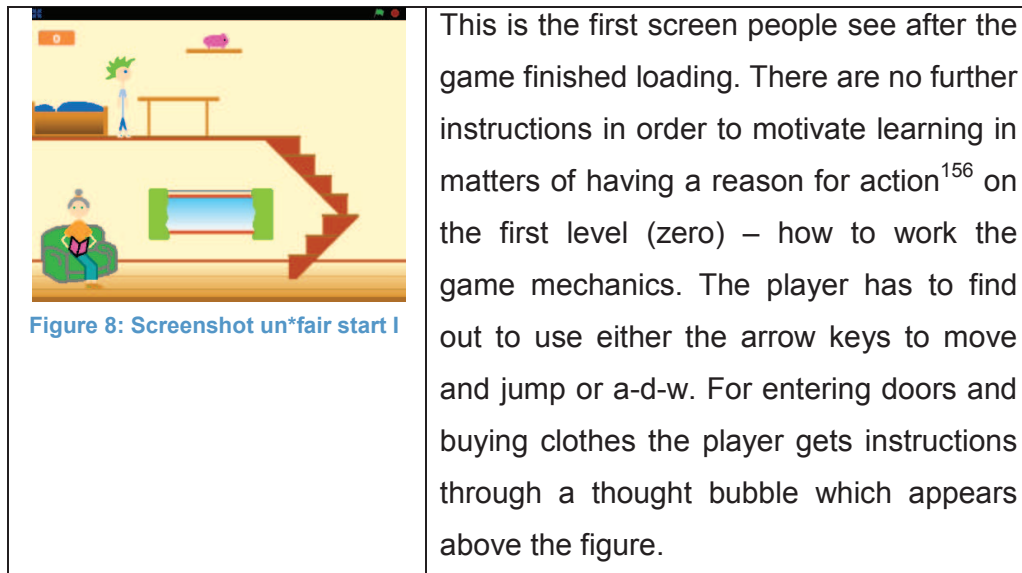 0
Figure 8: Screenshot un*fair start I
This is the first screen people see after the
game finished loading. There are no further
instructions in order to motivate learning in
matters of having a reason for action156 on
the first level (zero) – how to work the
game mechanics. The player has to find
out to use either the arrow keys to move
and jump or a-d-w. For entering doors and
buying clothes the player gets instructions
through a thought bubble which appears
above the figure.